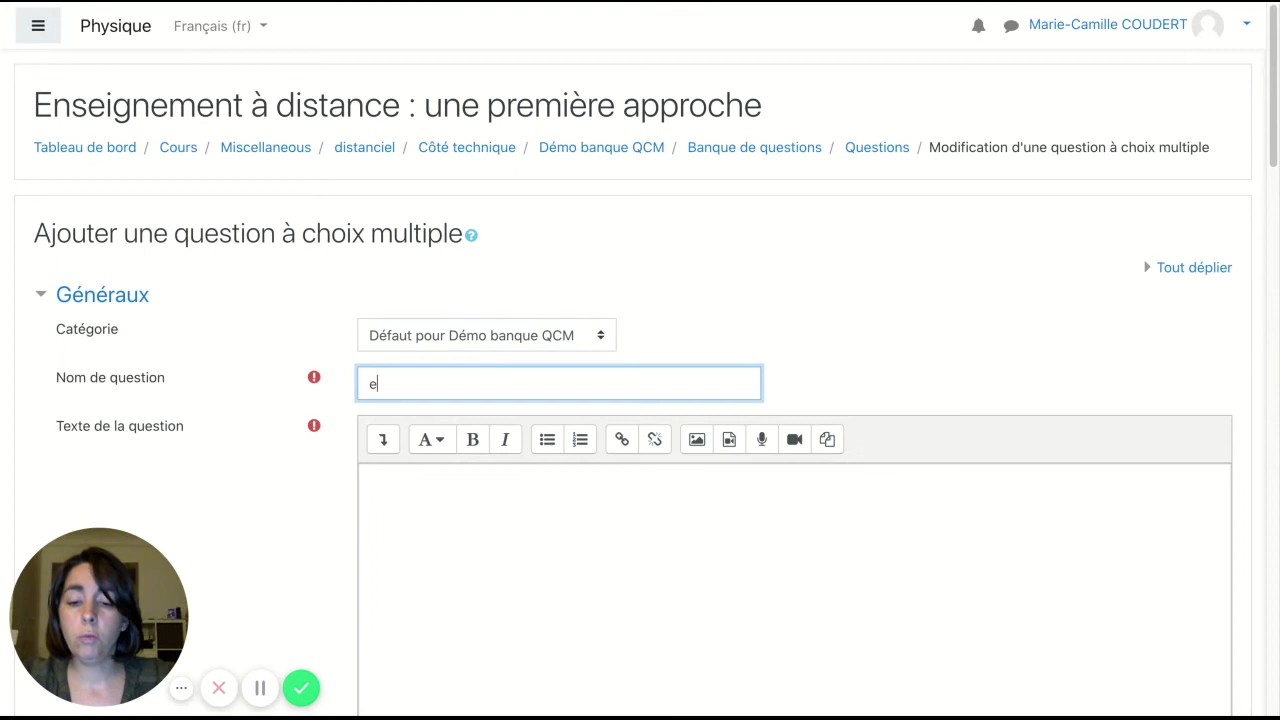 Physique Français (fr) Marie-Camille COUDERT
Enseignement à distance : une première approche
Tableau de bord / Cours / Miscellaneous / distanciel / Côté technique / Démo banque QCM / Banque de questions / Questions / Modification d'une question à choix multiple
Ajouter une question à choix multiple
Tout déplier
Généraux
Catégorie Défaut pour Démo banque QCM
Nom de question e
Texte de la question
A B I